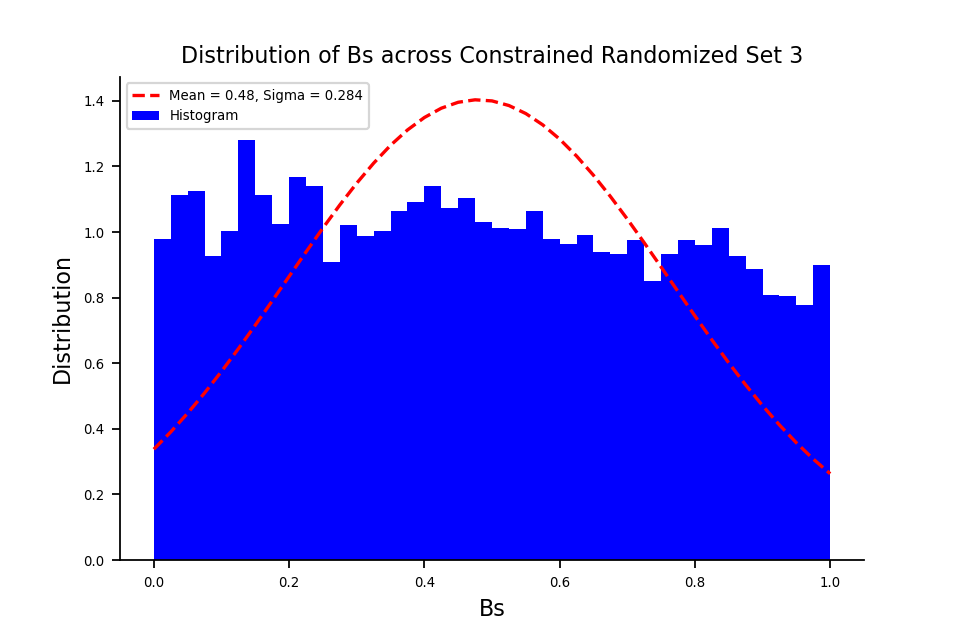 Distribution of Bs across Constrained Randomized Set 3
Mean = 0.48, Sigma = 0.284
Histogram
Distribution
1.4
1.2
1.0
0.8
0.6
0.4
0.2
0.0
0.0 0.2 0.4 0.6 0.8 1.0
Bs